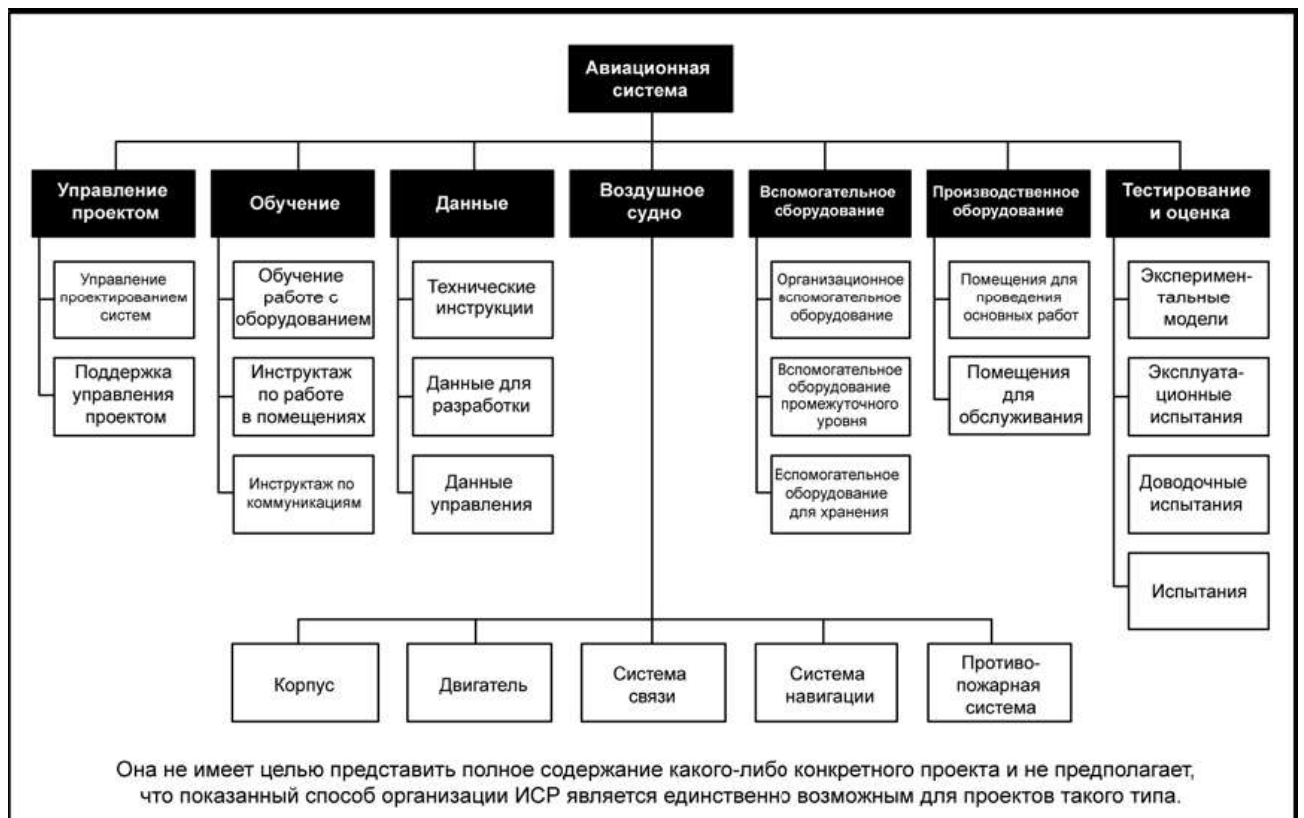 Авиационная
система
Управление
проектом
Обучение
Данные
Воздушное
судно
Вспомогательное
оборудование
Производственное
оборудование
Тестирование
и оценка
Управление
проектированием
систем
Обучение
работе с
оборудованием
Технические
инструкции
Организационное
вспомогательное
оборудование
Помещения для
проведения
основных работ
Эксперимен-
тальные
модели
Поддержка
управления
проектом
Инструктаж
по работе
в помещениях
Данные для
разработки
Вспомогательное
оборудование
промежуточного
уровня
Помещения
для
обслуживания
Эксплуата-
ционные
испытания
Инструктаж по
коммуникациям
Данные
управления
Еспомогательное
оборудование
для хранения
Доводочные
испытания
Испытания
Корпус
Двигатель
Система
связи
Система
навигации
Противо-
пожарная
система
Она не имеет целью представить полное содержание какого-либо конкретного проекта и не предполагает,
что показанный способ организации ИСР является единственно возможным для проектов такого типа.